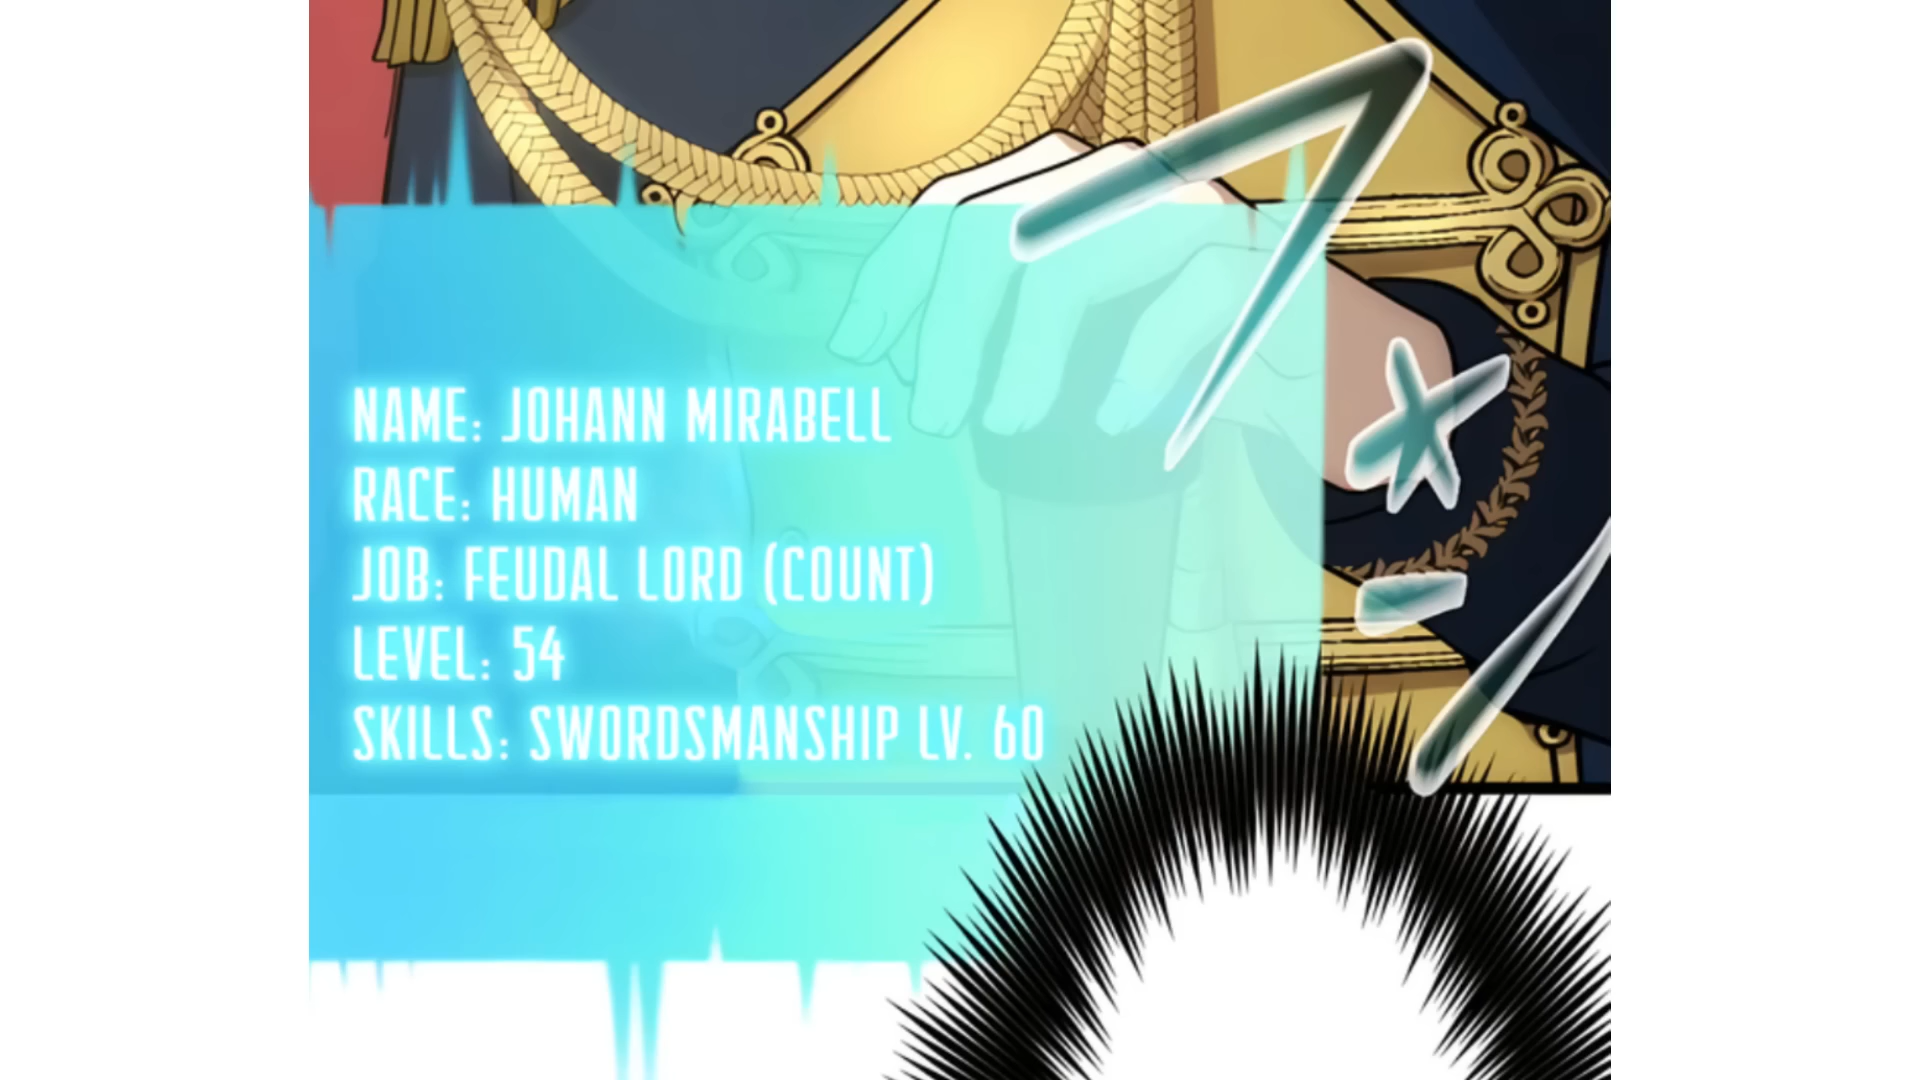 NAME: JOHANN MIRABELL
RACE: HUMAN
JOB: FEUDAL LORD (COUNT)
LEVEL: 54
SKILLS: SWORDSMANSHIP LV. 60